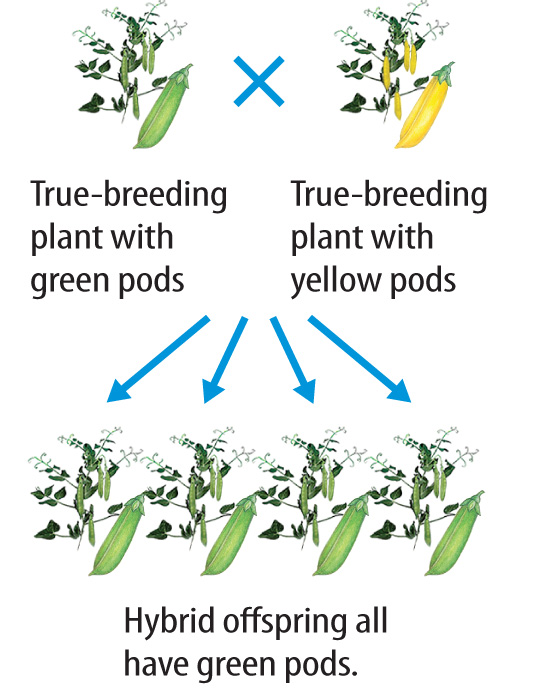 True-breeding
plant with
green pods
True-breeding
plant with
yellow pods
Hybrid offspring all
have green pods.